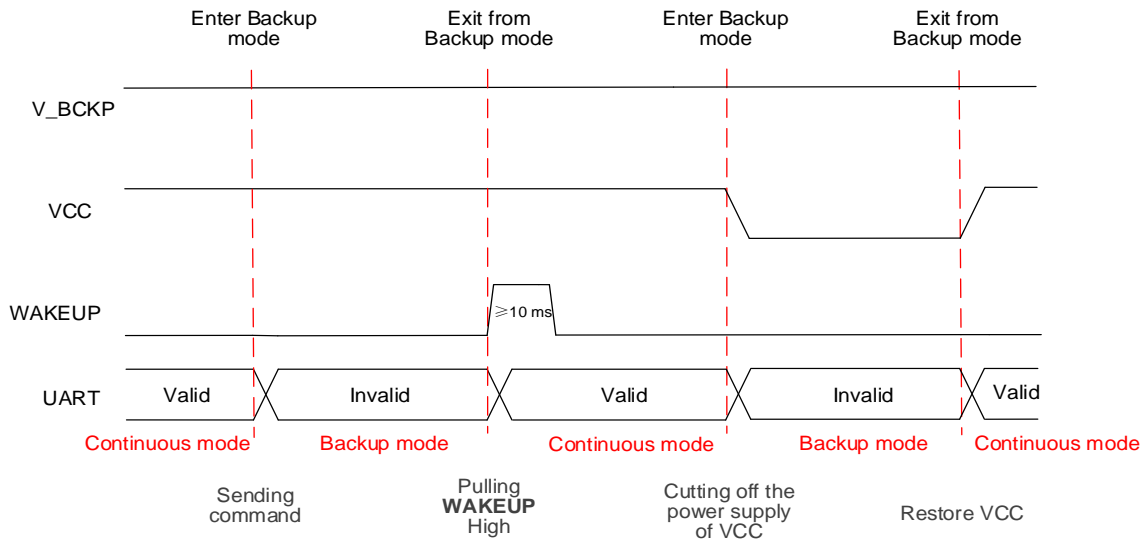 Enter Backup
mode
Exit from
Backup mode
Enter Backup
mode
Exit from
Backup mode
V_BCKP
VCC
WAKEUP
≥10 ms
UART
Valid
Invalid
Valid
Invalid
Valid
Continuous mode
Backup mode
Continuous mode
Backup mode
Continuous mode
Sending
command
Pulling
WAKEUP
High
Cutting off the
power supply
of VCC
Restore VCC